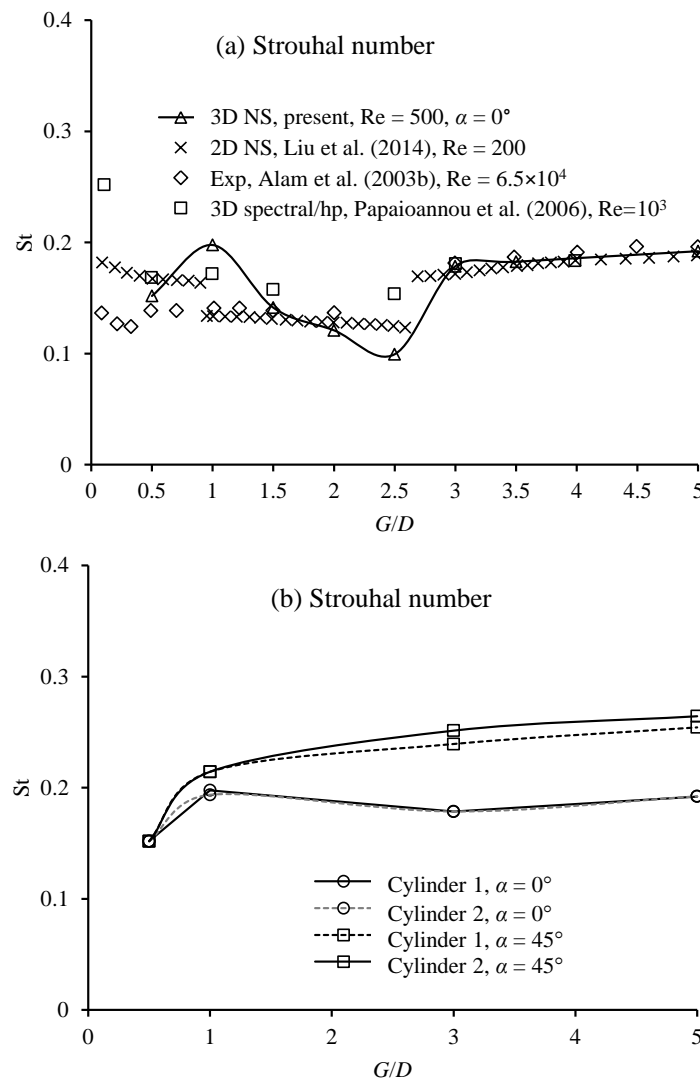 (a) Strouhal number
3D NS, present, Re = 500, α = 0°
2D NS, Liu et al. (2014), Re = 200
Exp, Alam et al. (2003b), Re = 6.5×10⁴
3D spectral/hp, Papaioannou et al. (2006), Re=10³
St
0.4
0.3
0.2
0.1
0
0 0.5 1 1.5 2 2.5 3 3.5 4 4.5 5
G/D
(b) Strouhal number
St
0.4
0.3
0.2
0.1
0
Cylinder 1, α = 0°
Cylinder 2, α = 0°
Cylinder 1, α = 45°
Cylinder 2, α = 45°
0 1 2 3 4 5
G/D